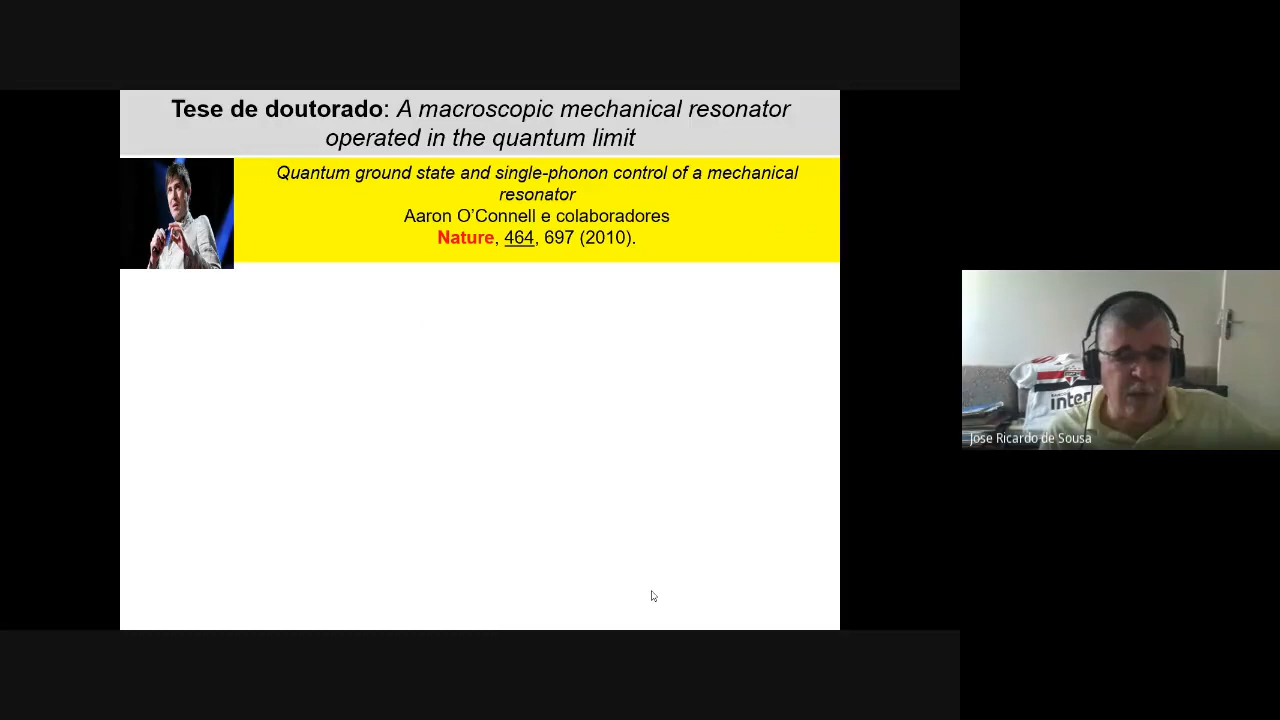 Tese de doutorado: A macroscopic mechanical resonator
operated in the quantum limit
Quantum ground state and single-phonon control of a mechanical
resonator
Aaron O’Connell e colaboradores
Nature, 464, 697 (2010).
inter
Jose Ricardo de Sousa